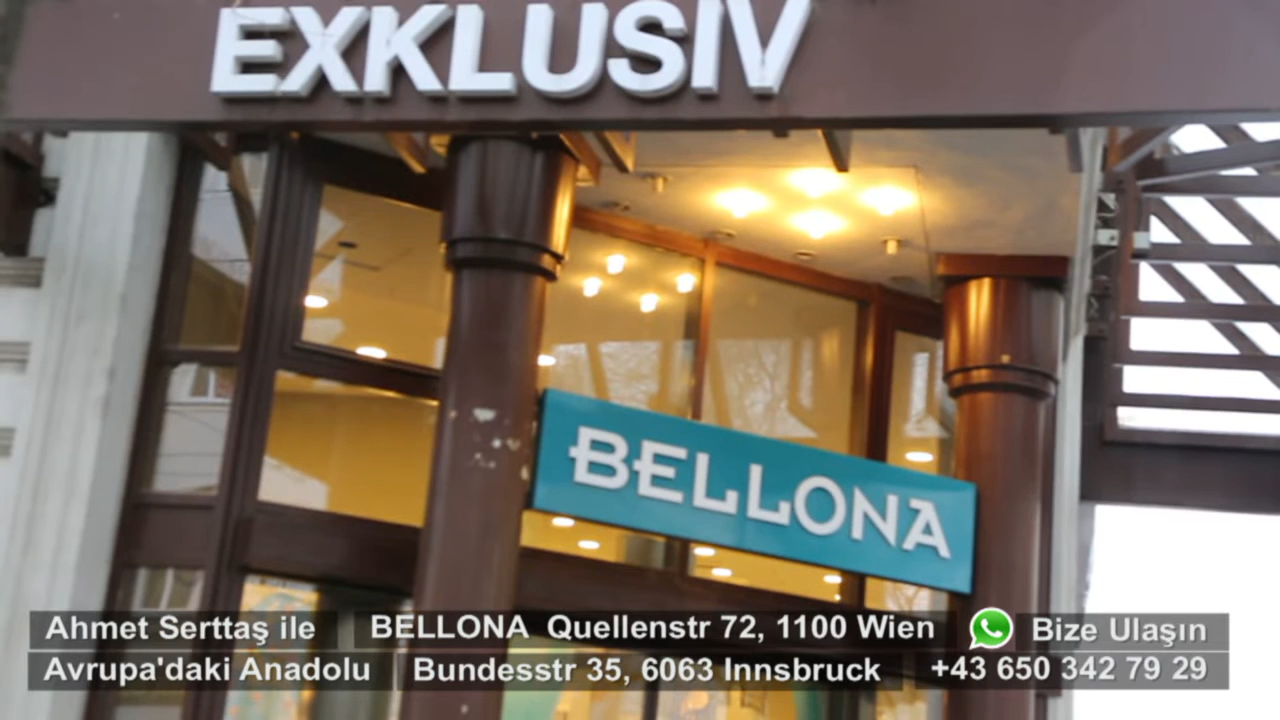 EXKLUSIV
BELLONA
Ahmet Serttaş ile
Avrupa'daki Anadolu
BELLONA Quellenstr 72, 1100 Wien
Bundesstr 35, 6063 Innsbruck
Bize Ulaşın
+43 650 342 79 29